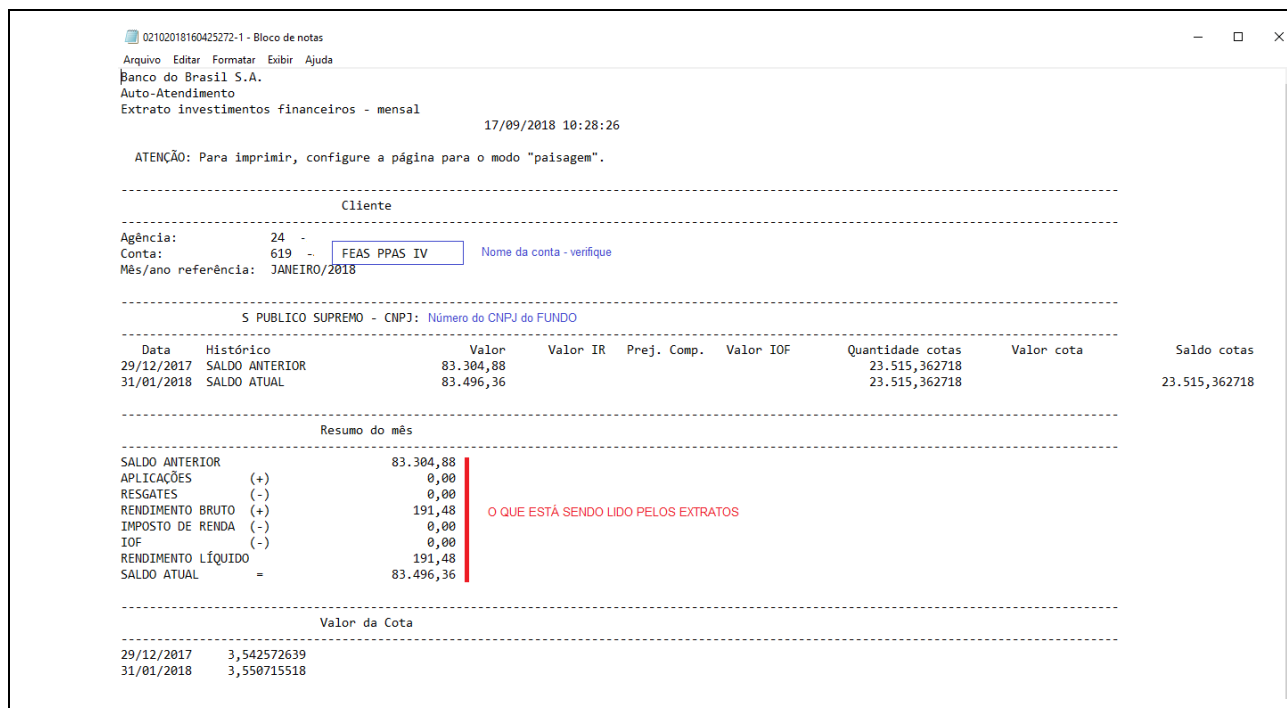 02102018160425272-1 - Bloco de notas
Arquivo Editar Formatar Exibir Ajuda
Banco do Brasil S.A.
Auto-Atendimento
Extrato investimentos financeiros - mensal
17/09/2018 10:28:26
ATENÇÃO: Para imprimir, configure a página para o modo "paisagem".
Cliente
Agência: 24 -
Conta: 619 - FEAS PPAS IV Nome da conta - verifique
Mês/ano referência: JANEIRO/2018
S PUBLICO SUPREMO - CNPJ: Número do CNPJ do FUNDO
Data Histórico Valor Valor IR Prej. Comp. Valor IOF Quantidade cotas Valor cota Saldo cotas
29/12/2017 SALDO ANTERIOR 83.304,88 23.515,362718
31/01/2018 SALDO ATUAL 83.496,36 23.515,362718 23.515,362718
Resumo do mês
SALDO ANTERIOR 83.304,88
APLICAÇÕES (+) 0,00
RESGATES (-) 0,00
RENDIMENTO BRUTO (+) 191,48 O QUE ESTÁ SENDO LIDO PELOS EXTRATOS
IMPOSTO DE RENDA (-) 0,00
IOF (-) 0,00
RENDIMENTO LÍQUIDO 191,48
SALDO ATUAL = 83.496,36
Valor da Cota
29/12/2017 3,542572639
31/01/2018 3,550715518